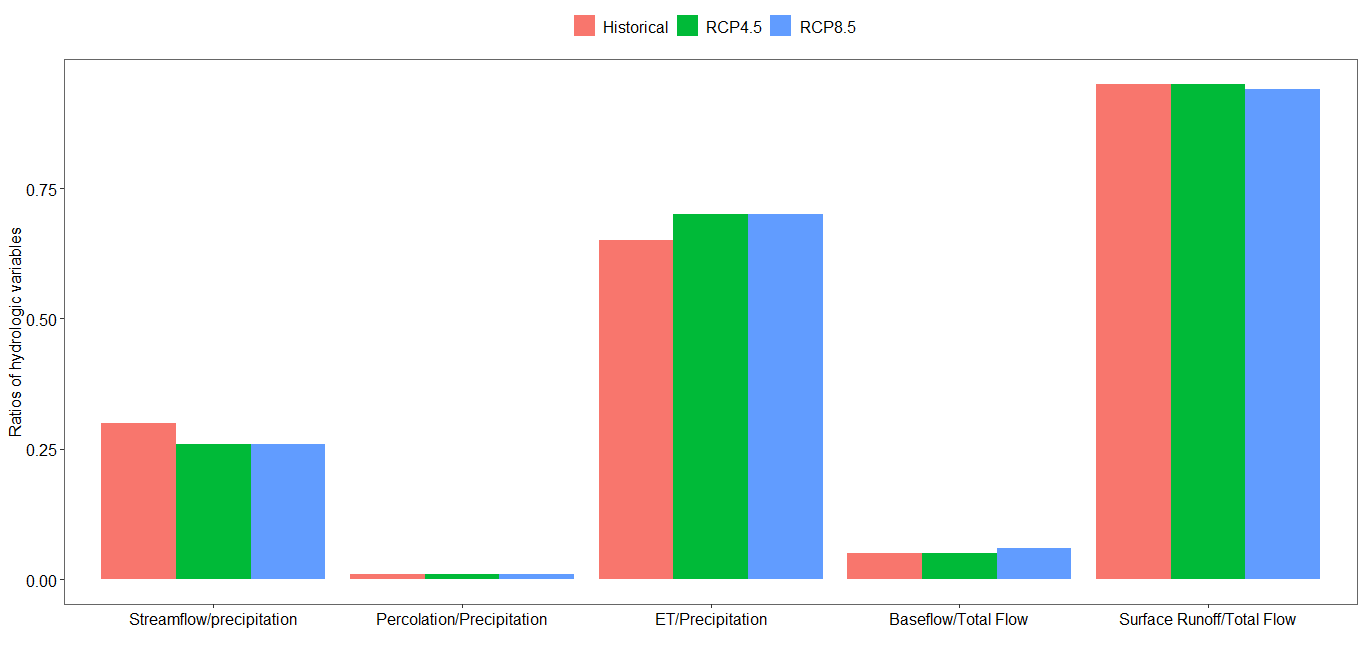 Historical RCP4.5 RCP8.5
Ratios of hydrologic variables
0.75
0.50
0.25
0.00
Streamflow/precipitation Percolation/Precipitation ET/Precipitation Baseflow/Total Flow Surface Runoff/Total Flow